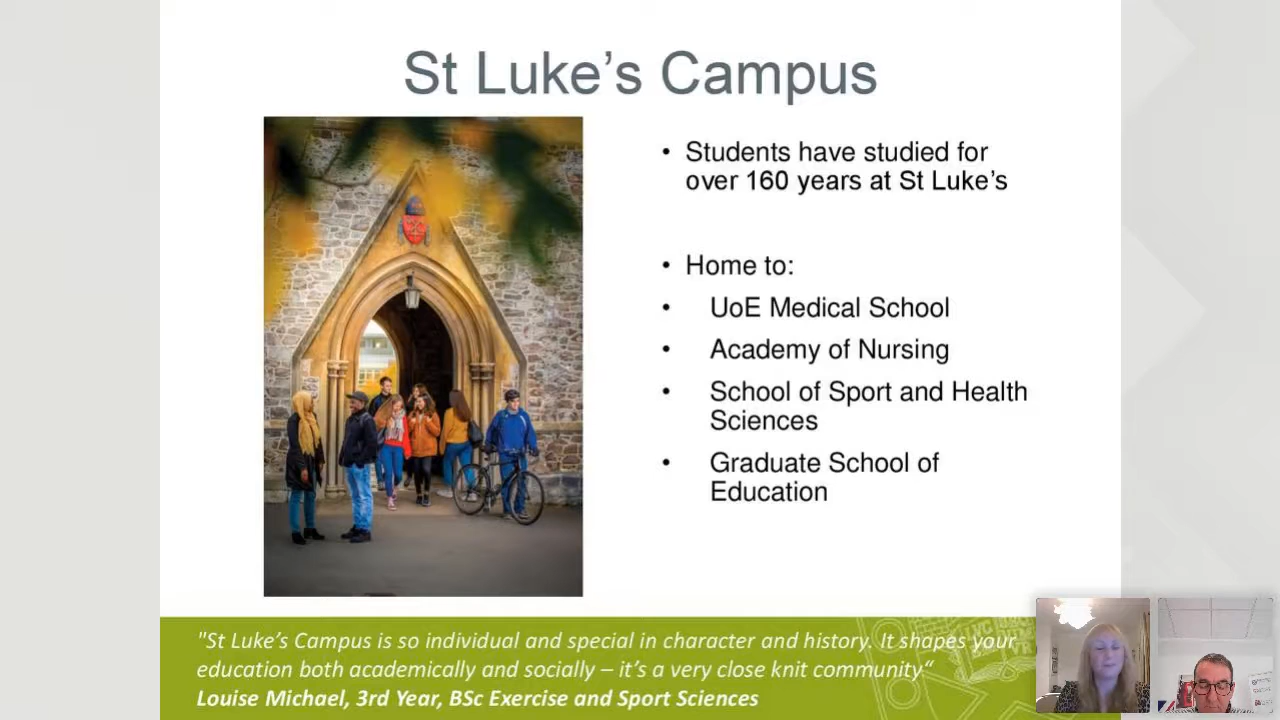 St Luke’s Campus
• Students have studied for
over 160 years at St Luke’s
• Home to:
• UoE Medical School
• Academy of Nursing
• School of Sport and Health
Sciences
• Graduate School of
Education
"St Luke’s Campus is so individual and special in character and history. It shapes your
education both academically and socially – it’s a very close knit community“
Louise Michael, 3rd Year, BSc Exercise and Sport Sciences